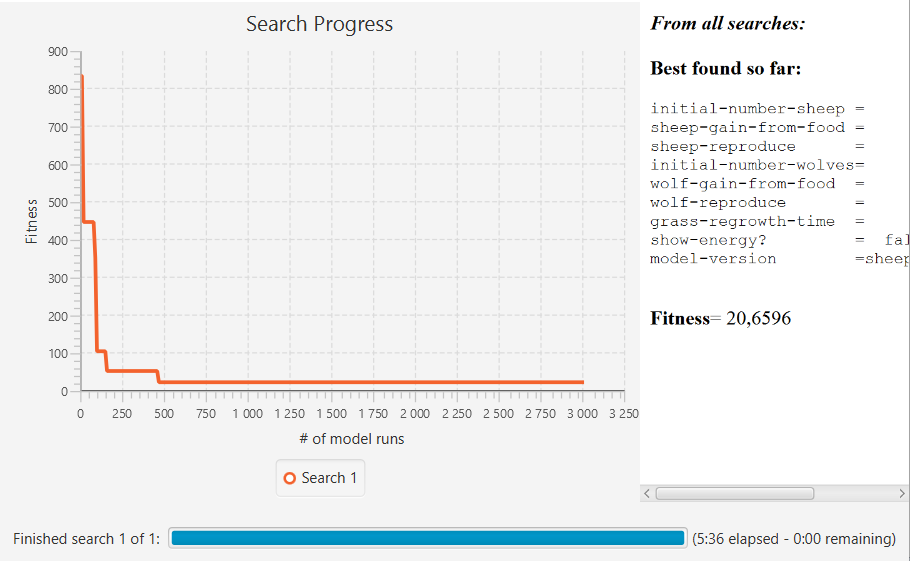 Search Progress
900
800
700
600
500
400
300
200
100
0
Fitness
0 250 500 750 1 000 1 250 1 500 1 750 2 000 2 250 2 500 2 750 3 000 3 250
# of model runs
Search 1
From all searches:
Best found so far:
initial-number-sheep =
sheep-gain-from-food =
sheep-reproduce =
initial-number-wolves=
wolf-gain-from-food =
wolf-reproduce =
grass-regrowth-time =
show-energy? = fal
model-version =sheep
Fitness= 20,6596
Finished search 1 of 1: (5:36 elapsed - 0:00 remaining)